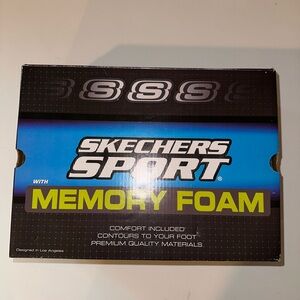 S S S S S
SKECHERS
SPORT®
WITH
MEMORY FOAM
COMFORT INCLUDED
CONTOURS TO YOUR FOOT
PREMIUM QUALITY MATERIALS
Designed in Los Angeles